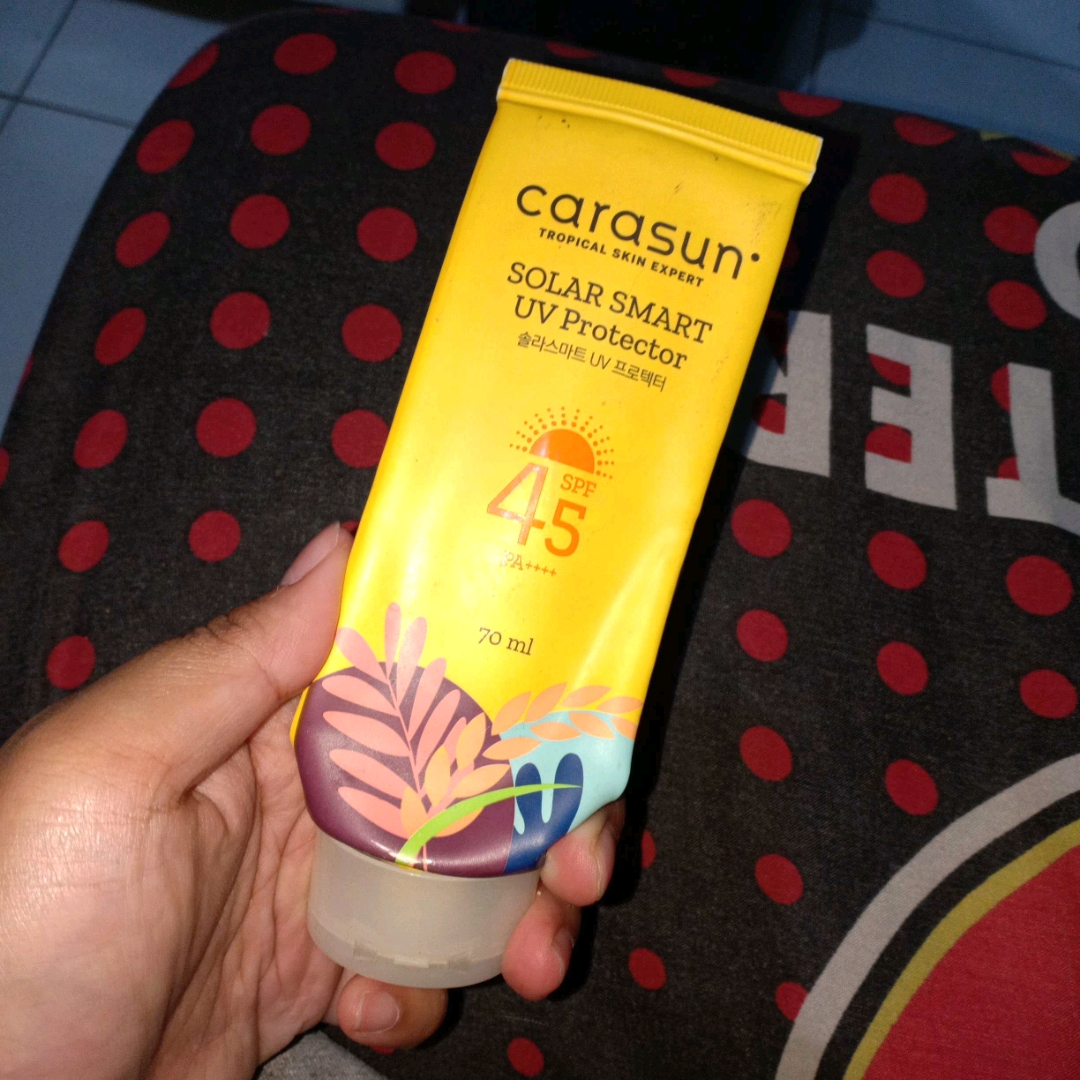 carasun
TROPICAL SKIN EXPERT
SOLAR SMART
UV Protector
솔라스마트 UV 프로텍터
SPF
45
PA++++
70 ml